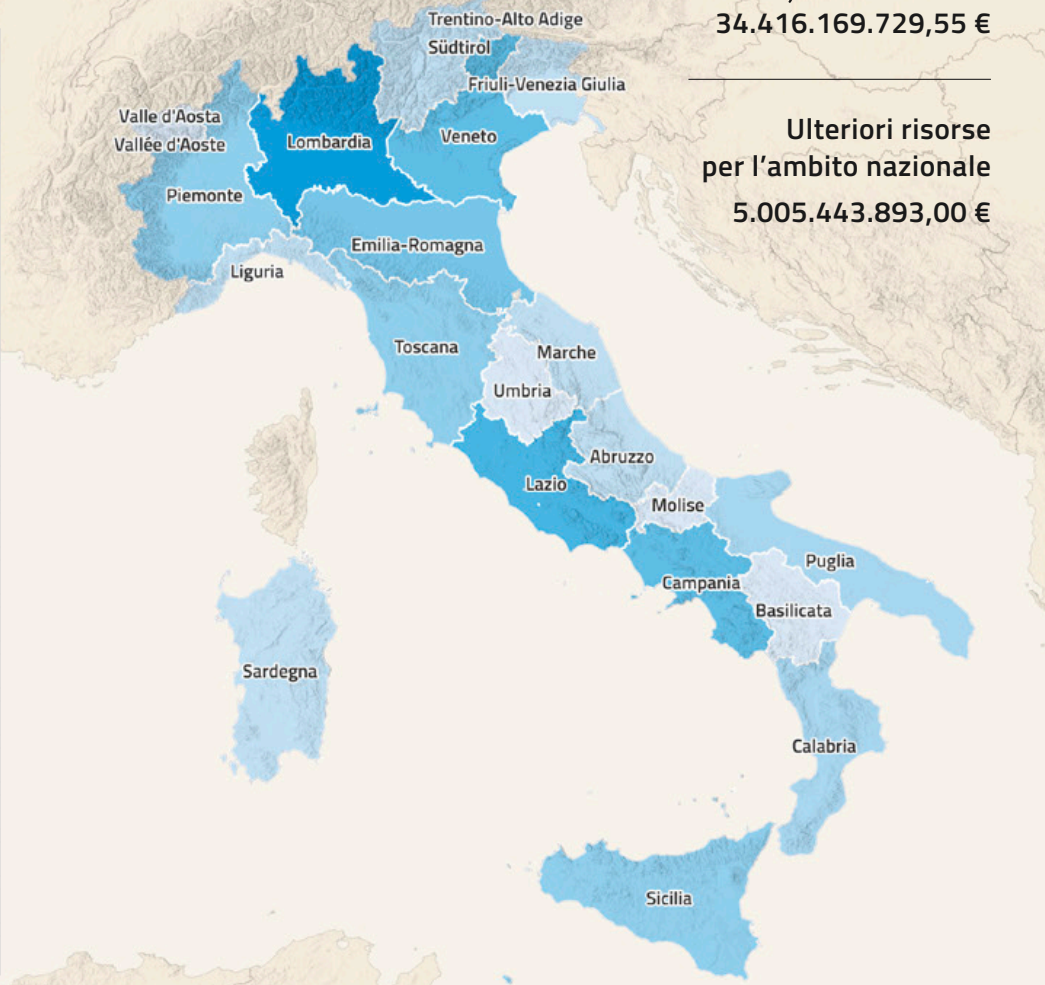 34.416.169.729,55 €
Ulteriori risorse
per l’ambito nazionale
5.005.443.893,00 €
Trentino-Alto Adige
Südtirol
Friuli-Venezia Giulia
Valle d'Aosta
Vallée d'Aoste
Lombardia
Veneto
Piemonte
Emilia-Romagna
Liguria
Toscana
Marche
Umbria
Abruzzo
Lazio
Molise
Puglia
Campania
Basilicata
Sardegna
Calabria
Sicilia